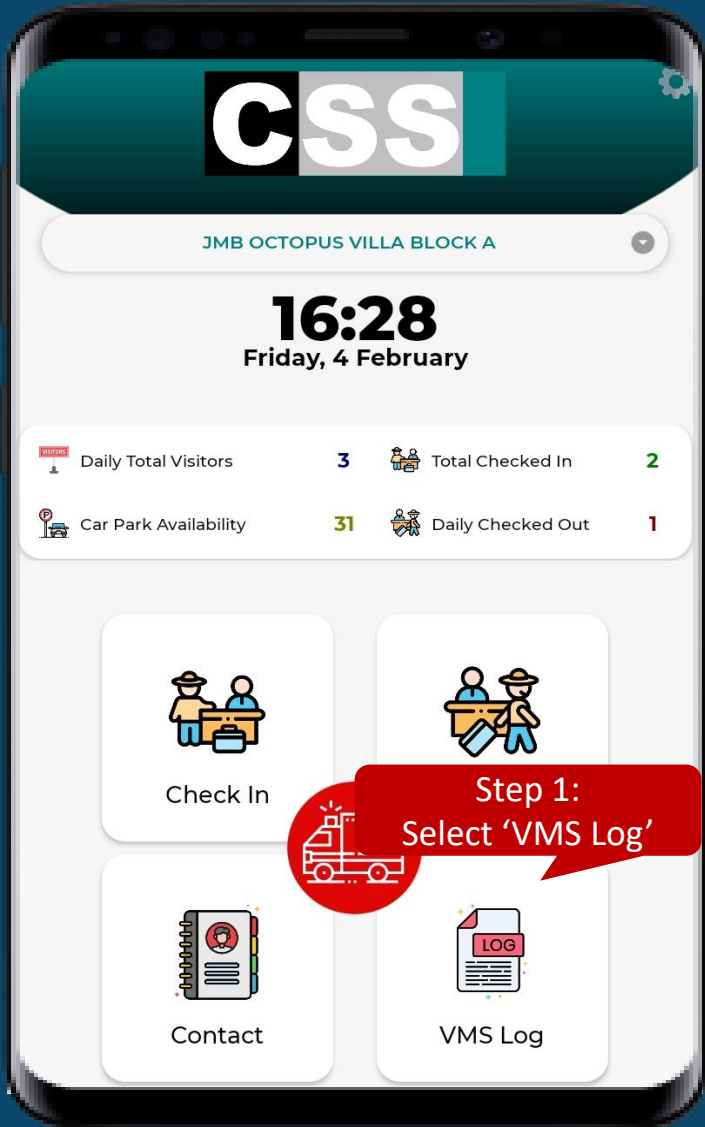 CSS
JMB OCTOPUS VILLA BLOCK A
16:28
Friday, 4 February
VISITORS
Daily Total Visitors 3
Total Checked In 2
P
Car Park Availability 31
Daily Checked Out 1
Check In
Step 1:
Select ‘VMS Log’
LOG
Contact
VMS Log